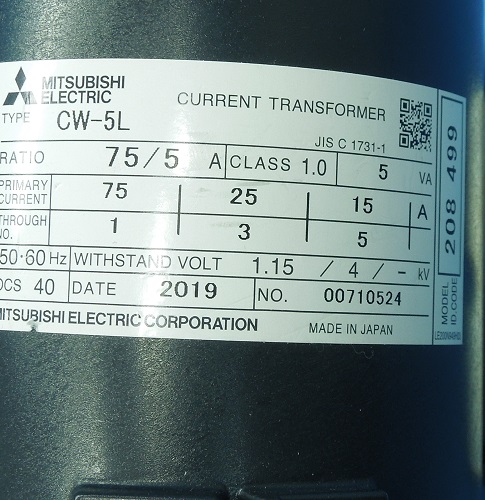 MITSUBISHI
ELECTRIC
CURRENT TRANSFORMER
TYPE CW-5L
JIS C 1731-1
RATIO 75/5 A CLASS 1.0 5 VA
PRIMARY CURRENT 75 25 15 A
THROUGH NO. 1 3 5
50·60 Hz WITHSTAND VOLT 1.15 / 4 / - kV
OCS 40 DATE 2019 NO. 00710524
MITSUBISHI ELECTRIC CORPORATION MADE IN JAPAN
MODEL ID.CODE 208 499